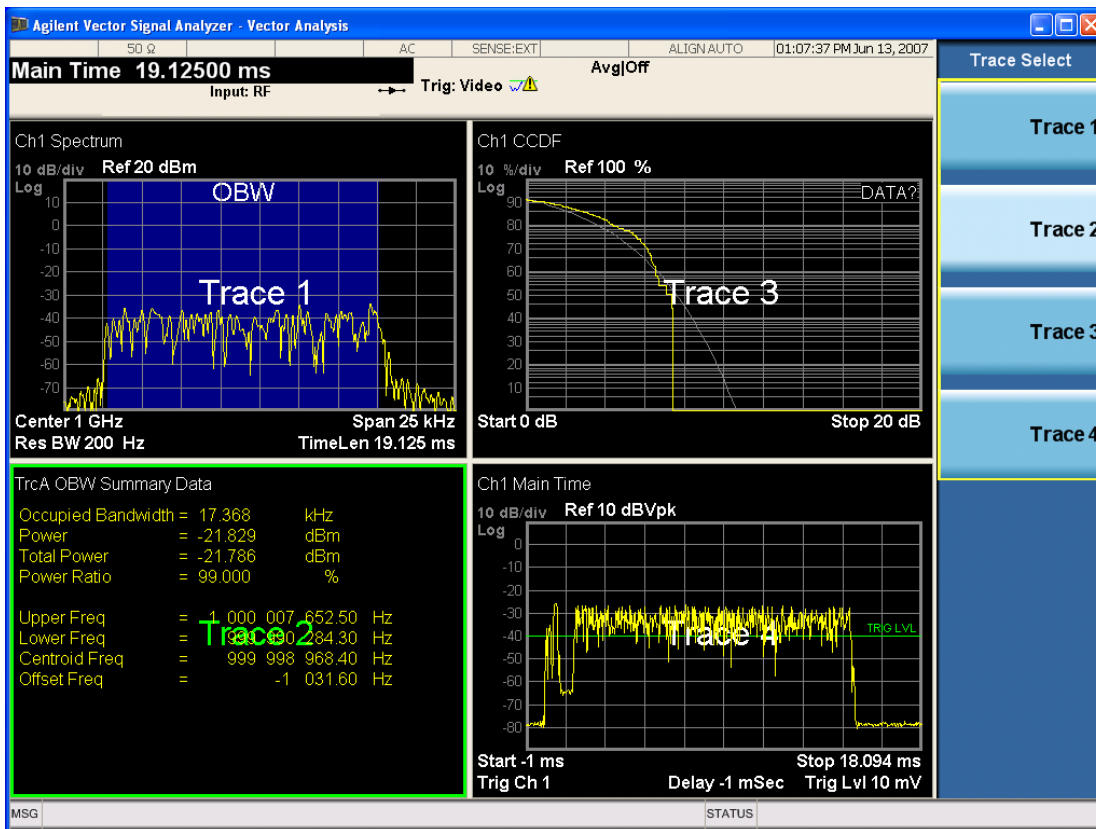 Agilent Vector Signal Analyzer - Vector Analysis
50 Ω AC SENSE:EXT ALIGN AUTO 01:07:37 PM Jun 13, 2007
Main Time 19.12500 ms
Input: RF
Trig: Video
Avg|Off
Trace Select
Trace 1
Trace 2
Trace 3
Trace 4
Ch1 Spectrum
10 dB/div Ref 20 dBm
Log
OBW
10
0
-10
-20
-30
-40
-50
-60
-70
Trace 1
Center 1 GHz Span 25 kHz
Res BW 200 Hz TimeLen 19.125 ms
Ch1 CCDF
10 %/div Ref 100 %
Log
DATA?
90
80
70
60
50
40
30
20
10
Trace 3
Start 0 dB Stop 20 dB
TrcA OBW Summary Data
Occupied Bandwidth = 17.368 kHz
Power = -21.829 dBm
Total Power = -21.786 dBm
Power Ratio = 99.000 %
Upper Freq = 1 000 007 652.50 Hz
Lower Freq = 999 990 284.30 Hz
Centroid Freq = 999 998 968.40 Hz
Offset Freq = -1 031.60 Hz
Trace 2
Ch1 Main Time
10 dB/div Ref 10 dBVpk
Log
0
-10
-20
-30
-40
-50
-60
-70
-80
TRIG LVL
Trace 4
Start -1 ms Stop 18.094 ms
Trig Ch 1 Delay -1 mSec Trig Lvl 10 mV
MSG STATUS